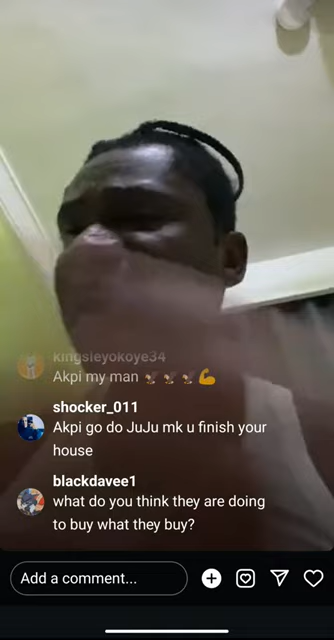 kingsleyokoye34
Akpi my man 🦅🦅🦅💪
shocker_011
Akpi go do JuJu mk u finish your
house
blackdavee1
what do you think they are doing
to buy what they buy?
Add a comment...